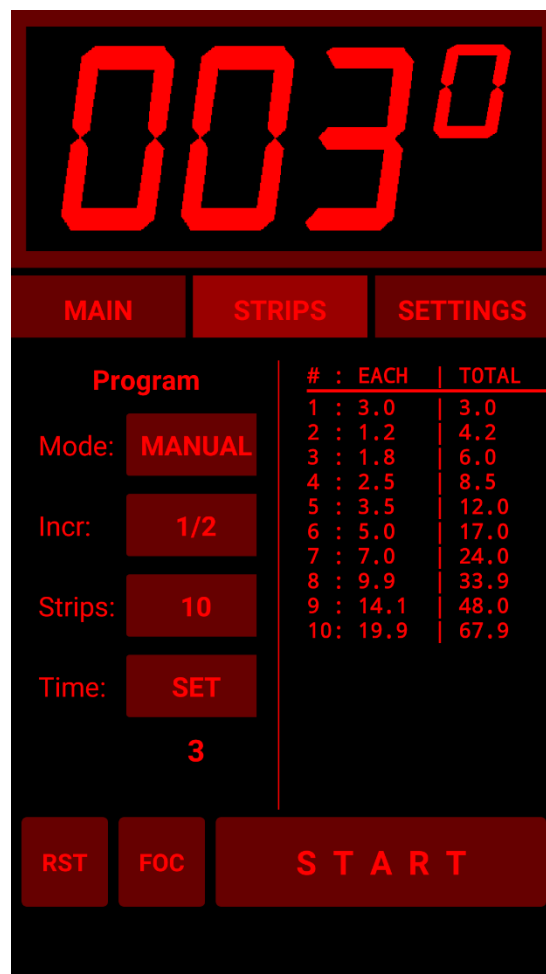 003⁰
MAIN STRIPS SETTINGS
Program
Mode: MANUAL
Incr: 1/2
Strips: 10
Time: SET
3
# : EACH | TOTAL
1 : 3.0 | 3.0
2 : 1.2 | 4.2
3 : 1.8 | 6.0
4 : 2.5 | 8.5
5 : 3.5 | 12.0
6 : 5.0 | 17.0
7 : 7.0 | 24.0
8 : 9.9 | 33.9
9 : 14.1 | 48.0
10: 19.9 | 67.9
RST FOC START